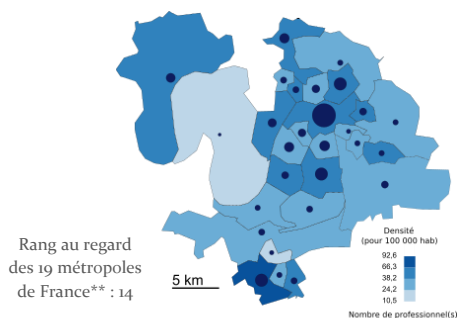 Rang au regard
des 19 métropoles
de France** : 14
5 km
Densité
(pour 100 000 hab)
92,6
66,3
38,2
24,2
10,5
Nombre de professionnel(s)